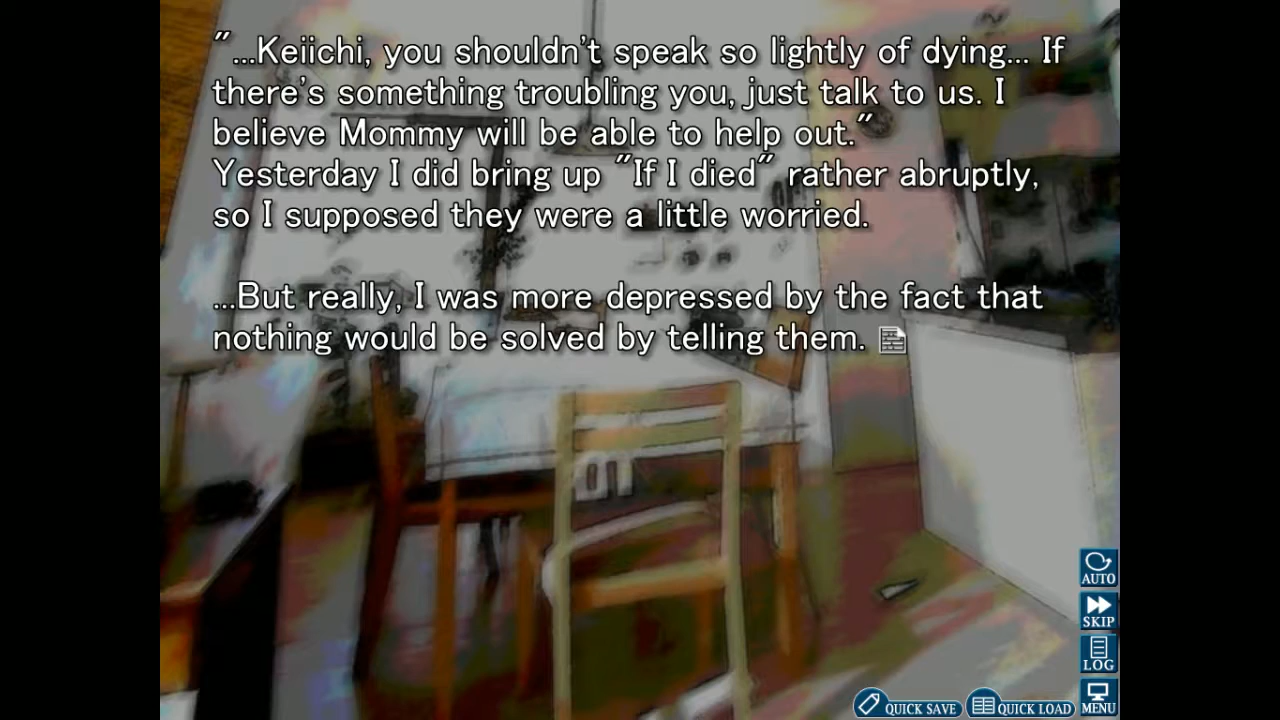 "...Keiichi, you shouldn't speak so lightly of dying... If
there's something troubling you, just talk to us. I
believe Mommy will be able to help out."
Yesterday I did bring up "If I died" rather abruptly,
so I supposed they were a little worried.
...But really, I was more depressed by the fact that
nothing would be solved by telling them.
AUTO
SKIP
LOG
MENU
QUICK SAVE
QUICK LOAD